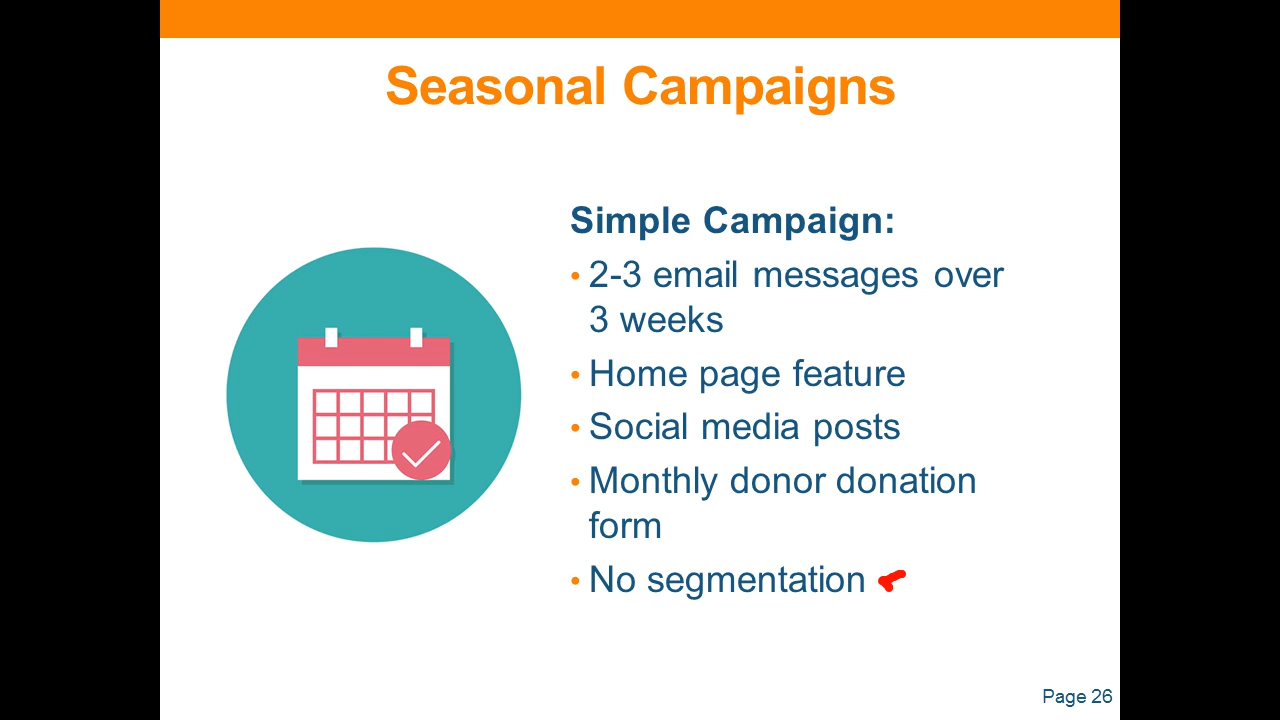 Seasonal Campaigns
Simple Campaign:
• 2-3 email messages over
3 weeks
• Home page feature
• Social media posts
• Monthly donor donation
form
• No segmentation
Page 26